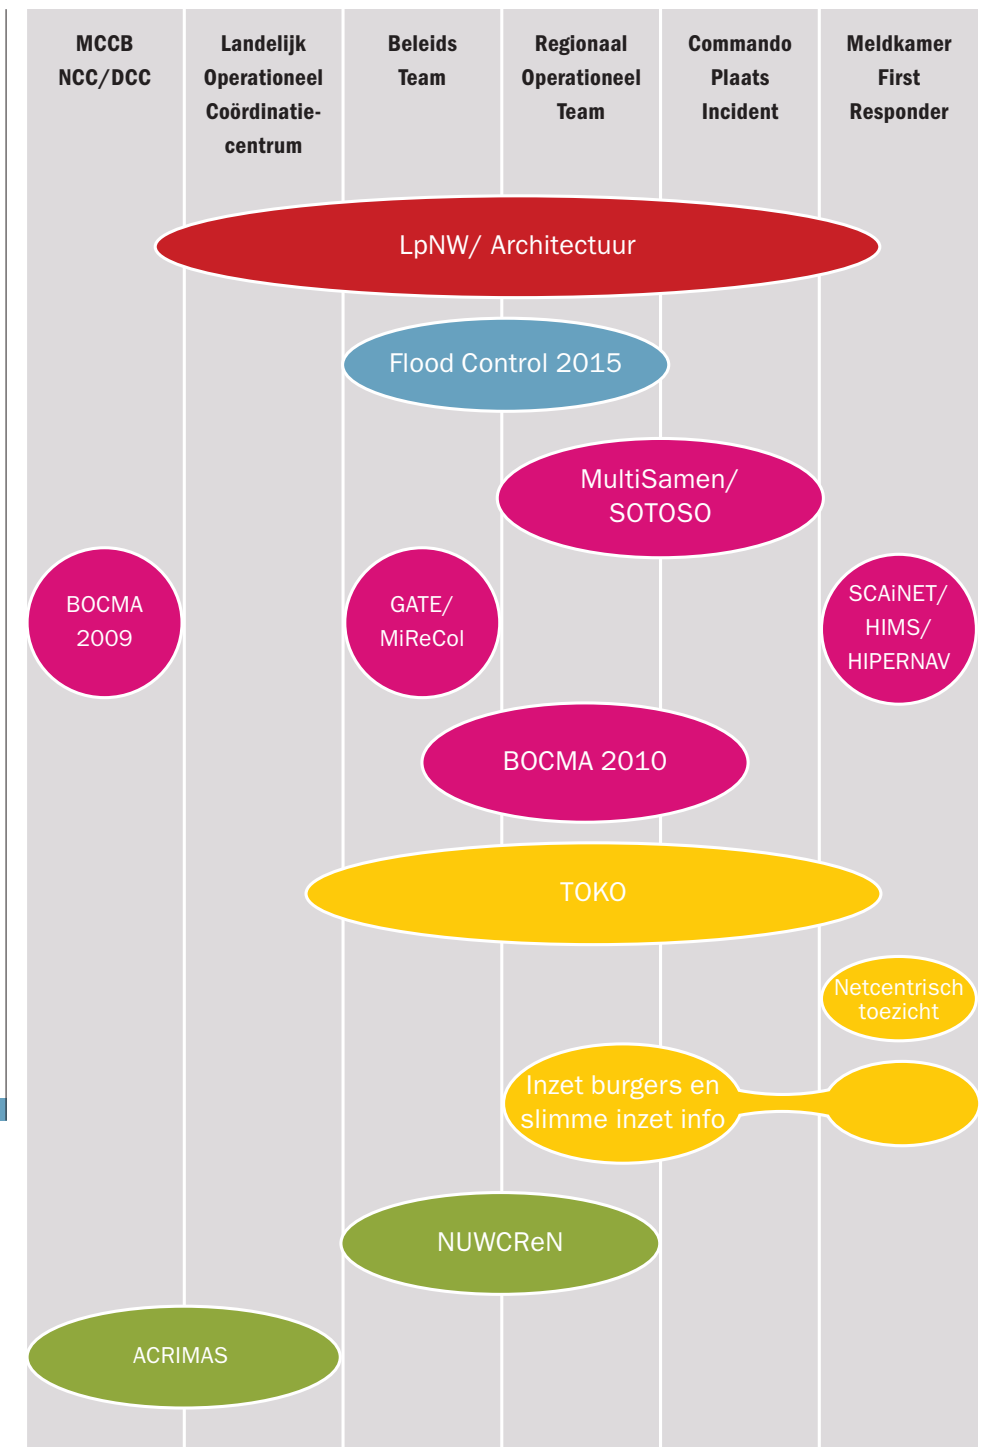 MCCB
NCC/DCC
Landelijk
Operationeel
Coördinatie-
centrum
Beleids
Team
Regionaal
Operationeel
Team
Commando
Plaats
Incident
Meldkamer
First
Responder
LpNW/ Architectuur
Flood Control 2015
MultiSamen/
SOTOSO
BOCMA
2009
GATE/
MiReCol
SCAiNET/
HIMS/
HIPERNAV
BOCMA 2010
TOKO
Netcentrisch
toezicht
Inzet burgers en
slimme inzet info
NUWCReN
ACRIMAS